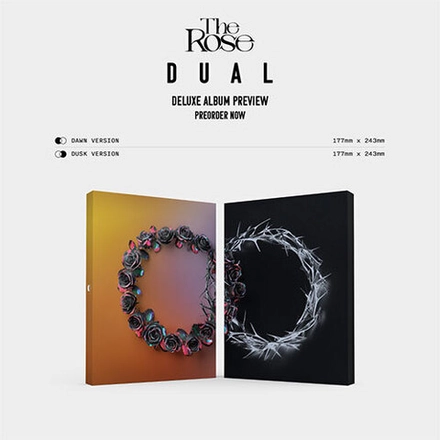 The
Rose
DUAL
DELUXE ALBUM PREVIEW
PREORDER NOW
DAWN VERSION 177mm x 243mm
DUSK VERSION 177mm x 243mm